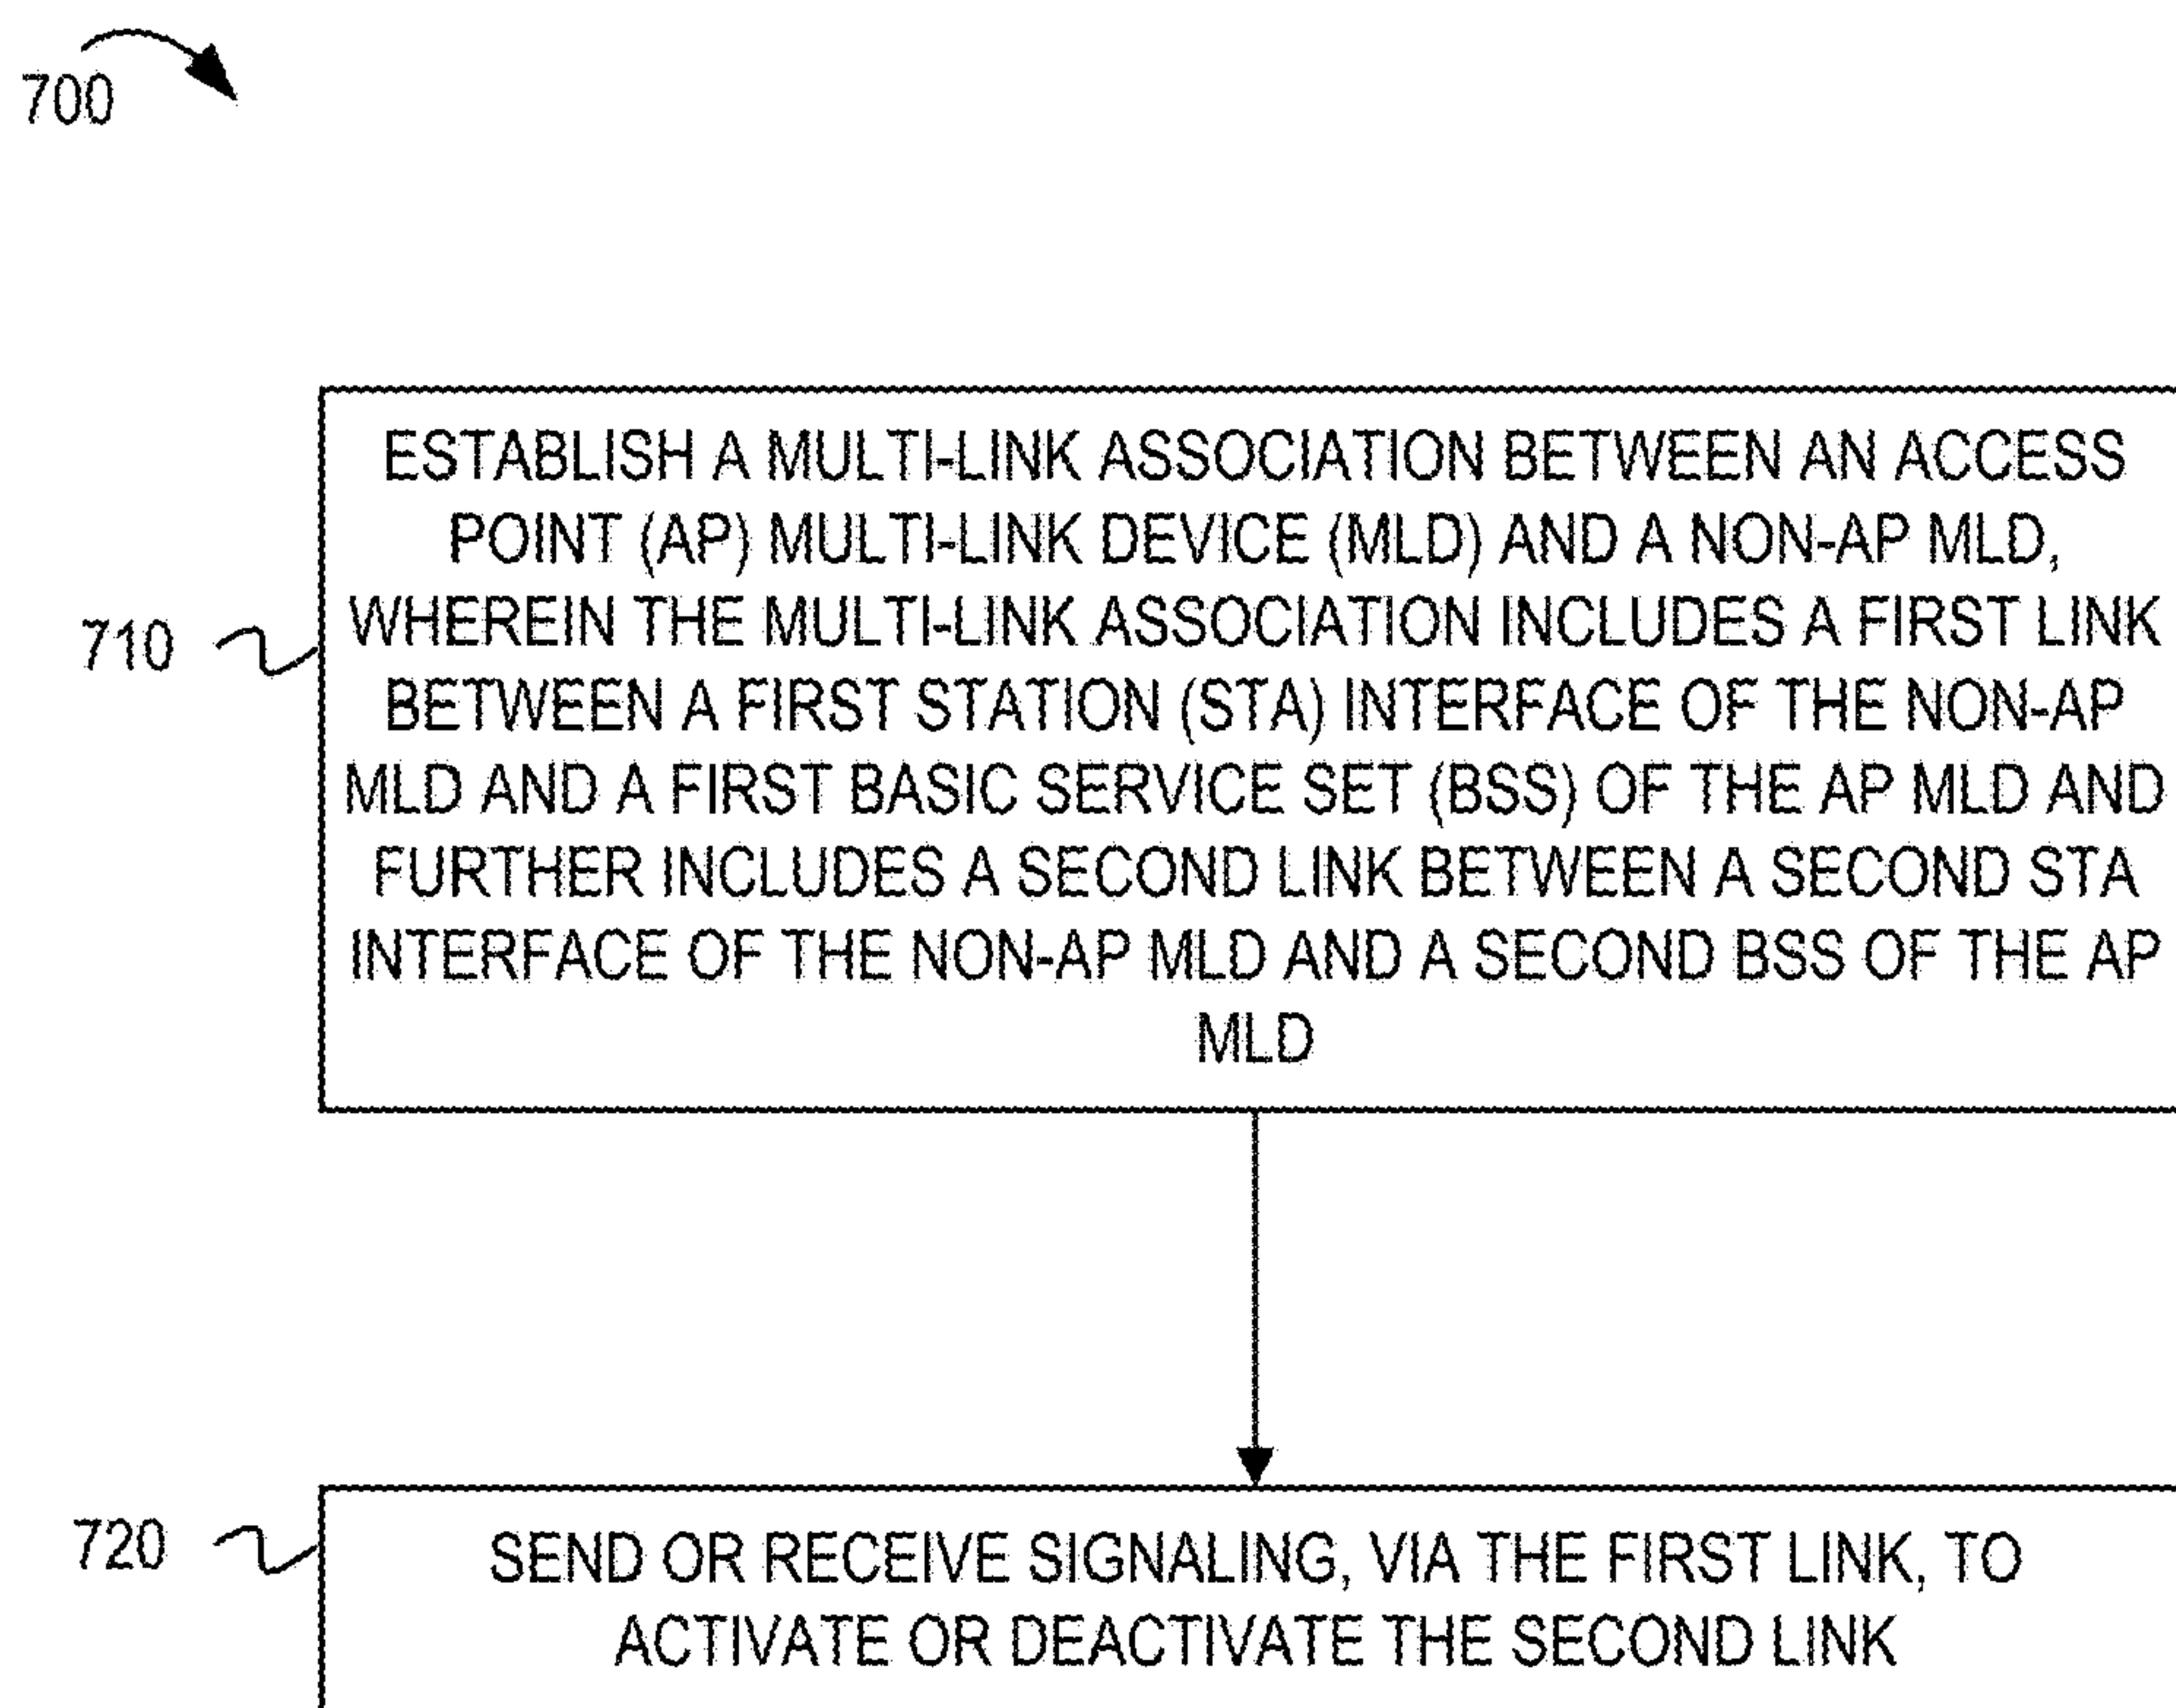 700
ESTABLISH A MULTI-LINK ASSOCIATION BETWEEN AN ACCESS
POINT (AP) MULTI-LINK DEVICE (MLD) AND A NON-AP MLD,
710
WHEREIN THE MULTI-LINK ASSOCIATION INCLUDES A FIRST LINK
BETWEEN A FIRST STATION (STA) INTERFACE OF THE NON-AP
MLD AND A FIRST BASIC SERVICE SET (BSS) OF THE AP MLD AND
FURTHER INCLUDES A SECOND LINK BETWEEN A SECOND STA
INTERFACE OF THE NON-AP MLD AND A SECOND BSS OF THE AP
MLD
720
SEND OR RECEIVE SIGNALING, VIA THE FIRST LINK, TO
ACTIVATE OR DEACTIVATE THE SECOND LINK